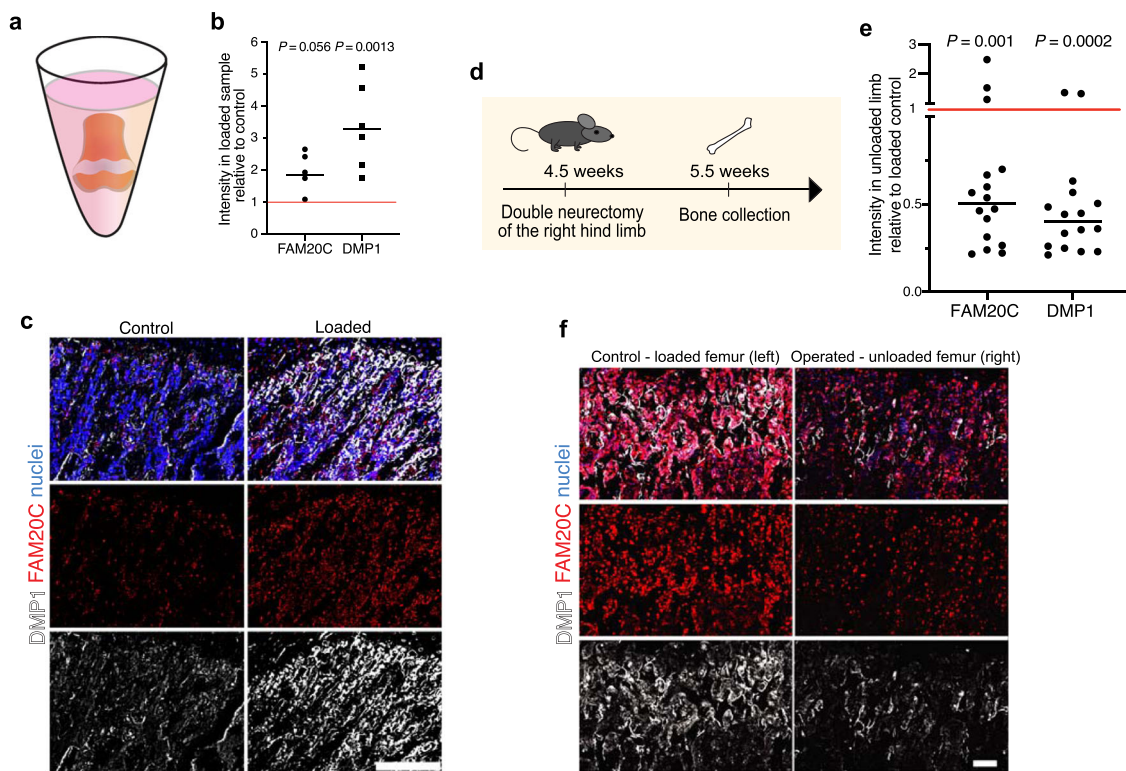 a
b
P = 0.056 P = 0.0013
Intensity in loaded sample
relative to control
6
5
4
3
2
1
0
FAM20C DMP1
c
Control Loaded
DMP1 FAM20C nuclei
d
4.5 weeks 5.5 weeks
Double neurectomy
of the right hind limb
Bone collection
e
P = 0.001 P = 0.0002
Intensity in unloaded limb
relative to loaded control
3
2
1
0.5
0.0
FAM20C DMP1
f
Control - loaded femur (left) Operated - unloaded femur (right)
DMP1 FAM20C nuclei